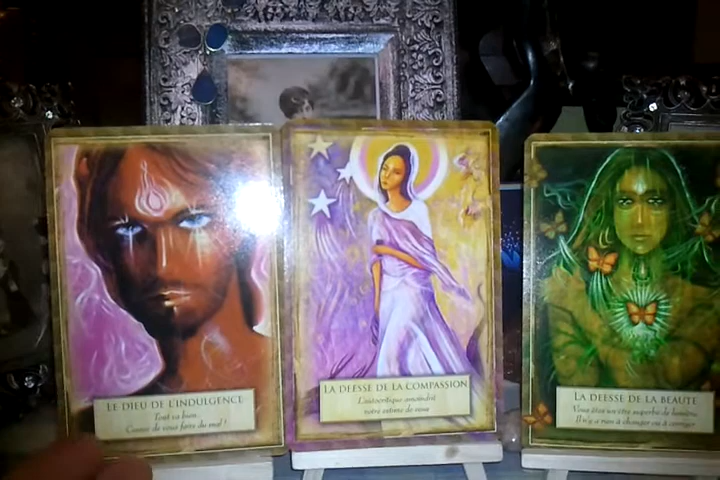 LE DIEU DE L'INDULGENCE
Tout va bien...
Cessez de vous faire du mal !
LA DEESSE DE LA COMPASSION
L'autocritique amoindrit
votre estime de vous
LA DEESSE DE LA BEAUTE
Vous êtes un être superbe de lumière.
Il n'y a rien à changer ou à corriger